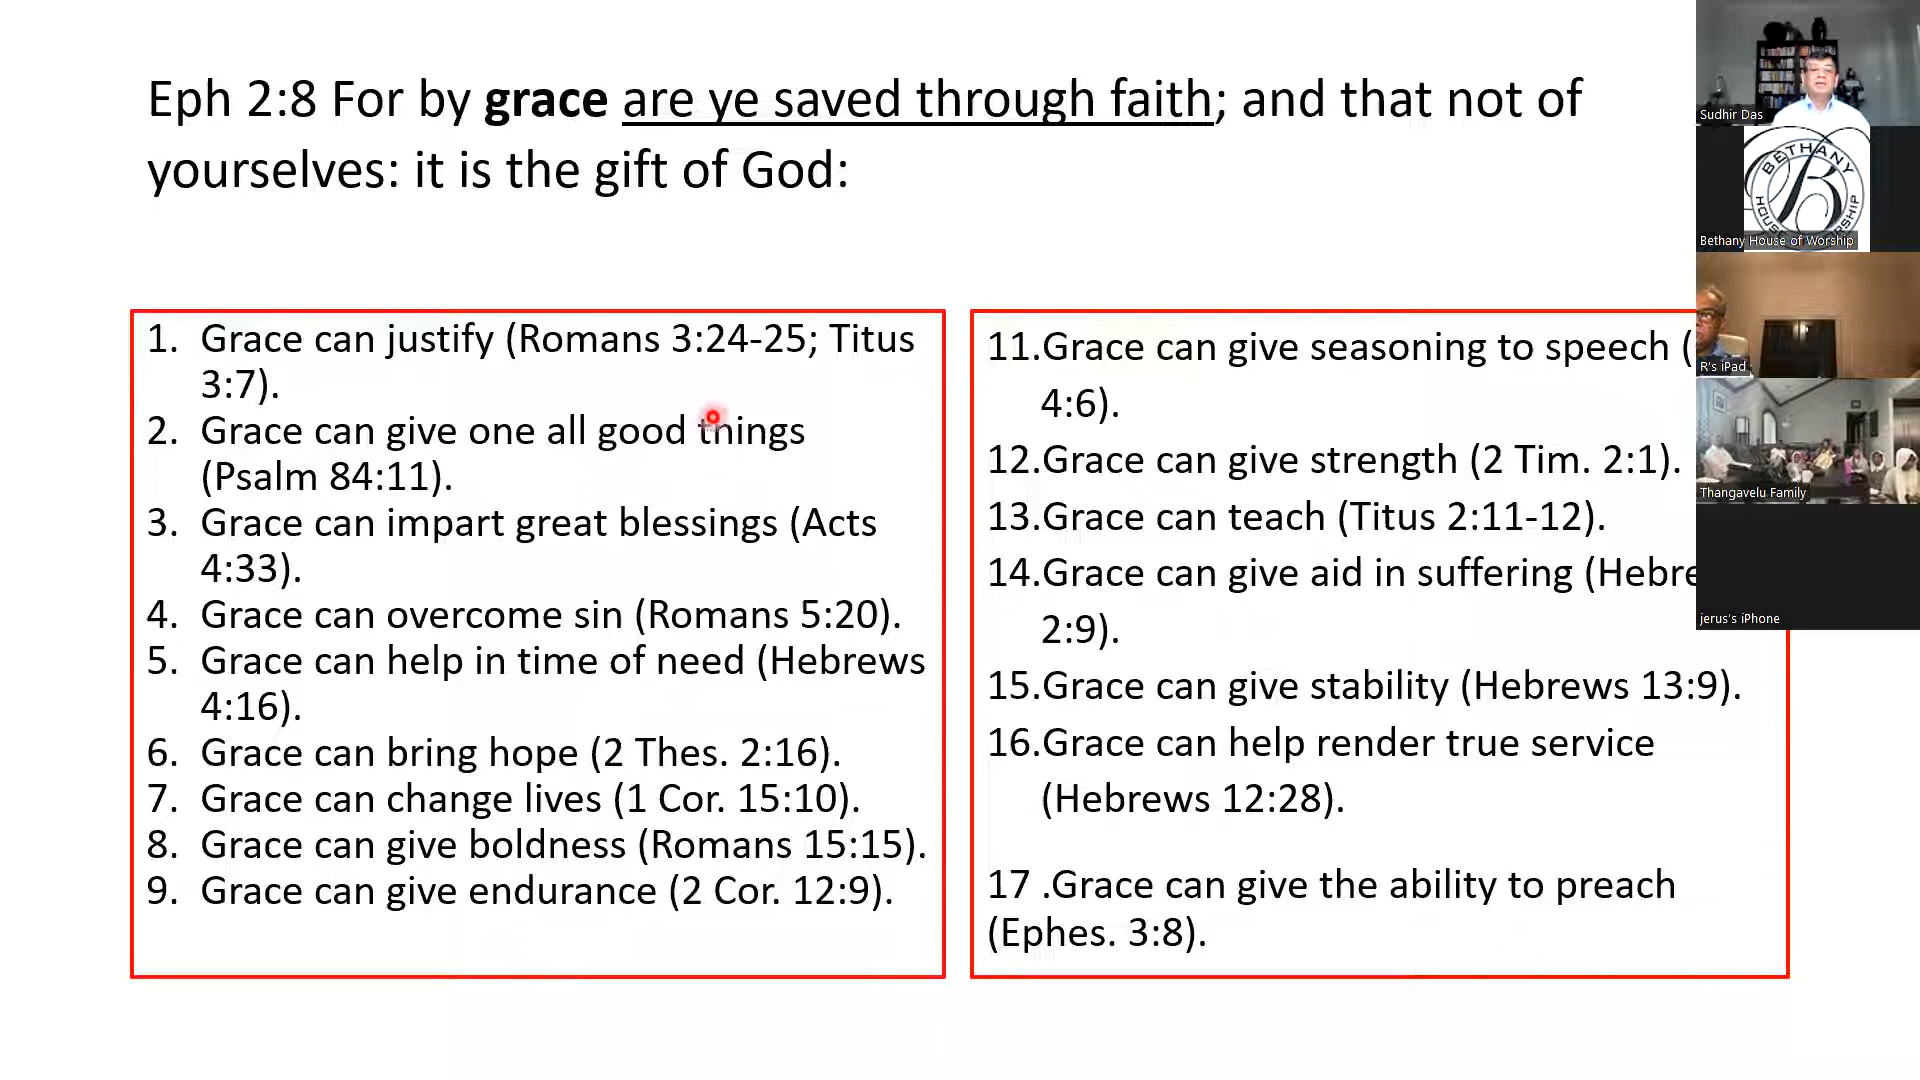 Eph 2:8 For by grace are ye saved through faith; and that not of
yourselves: it is the gift of God:
1. Grace can justify (Romans 3:24-25; Titus
3:7).
2. Grace can give one all good things
(Psalm 84:11).
3. Grace can impart great blessings (Acts
4:33).
4. Grace can overcome sin (Romans 5:20).
5. Grace can help in time of need (Hebrews
4:16).
6. Grace can bring hope (2 Thes. 2:16).
7. Grace can change lives (1 Cor. 15:10).
8. Grace can give boldness (Romans 15:15).
9. Grace can give endurance (2 Cor. 12:9).
11.Grace can give seasoning to speech (
4:6).
12.Grace can give strength (2 Tim. 2:1).
13.Grace can teach (Titus 2:11-12).
14.Grace can give aid in suffering (Hebre
2:9).
15.Grace can give stability (Hebrews 13:9).
16.Grace can help render true service
(Hebrews 12:28).
17 .Grace can give the ability to preach
(Ephes. 3:8).
Sudhir Das
BETHANY
B
Bethany House of Worship
R's iPad
Thangavelu Family
jerus's iPhone